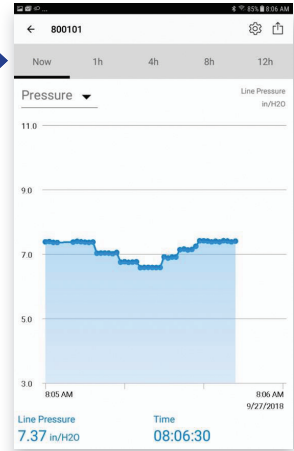 85% 8:06 AM
800101
Now 1h 4h 8h 12h
Pressure
Line Pressure
in/H2O
11.0
9.0
7.0
5.0
3.0
8:05 AM 8:06 AM
9/27/2018
Line Pressure Time
7.37 in/H2O 08:06:30